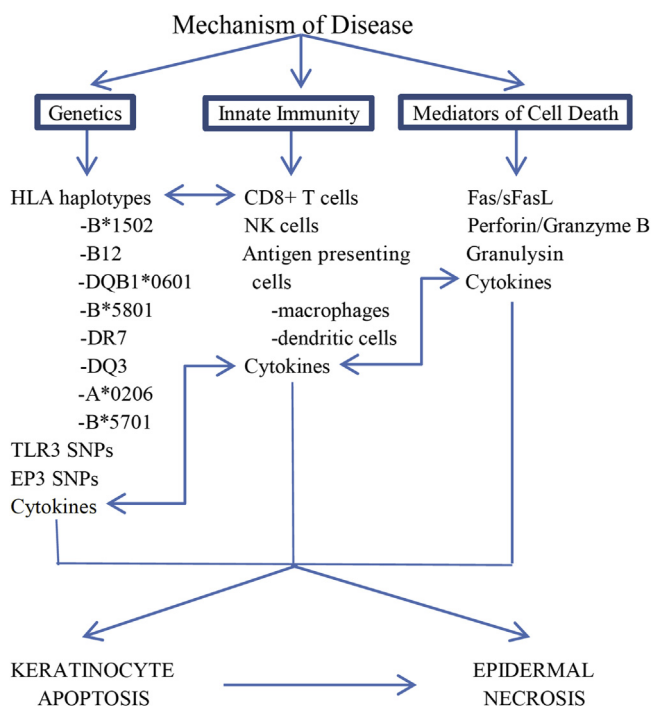 Mechanism of Disease
Genetics
Innate Immunity
Mediators of Cell Death
HLA haplotypes
-B*1502
-B12
-DQB1*0601
-B*5801
-DR7
-DQ3
-A*0206
-B*5701
TLR3 SNPs
EP3 SNPs
Cytokines
CD8+ T cells
NK cells
Antigen presenting
cells
-macrophages
-dendritic cells
Cytokines
Fas/sFasL
Perforin/Granzyme B
Granulysin
Cytokines
KERATINOCYTE
APOPTOSIS
EPIDERMAL
NECROSIS